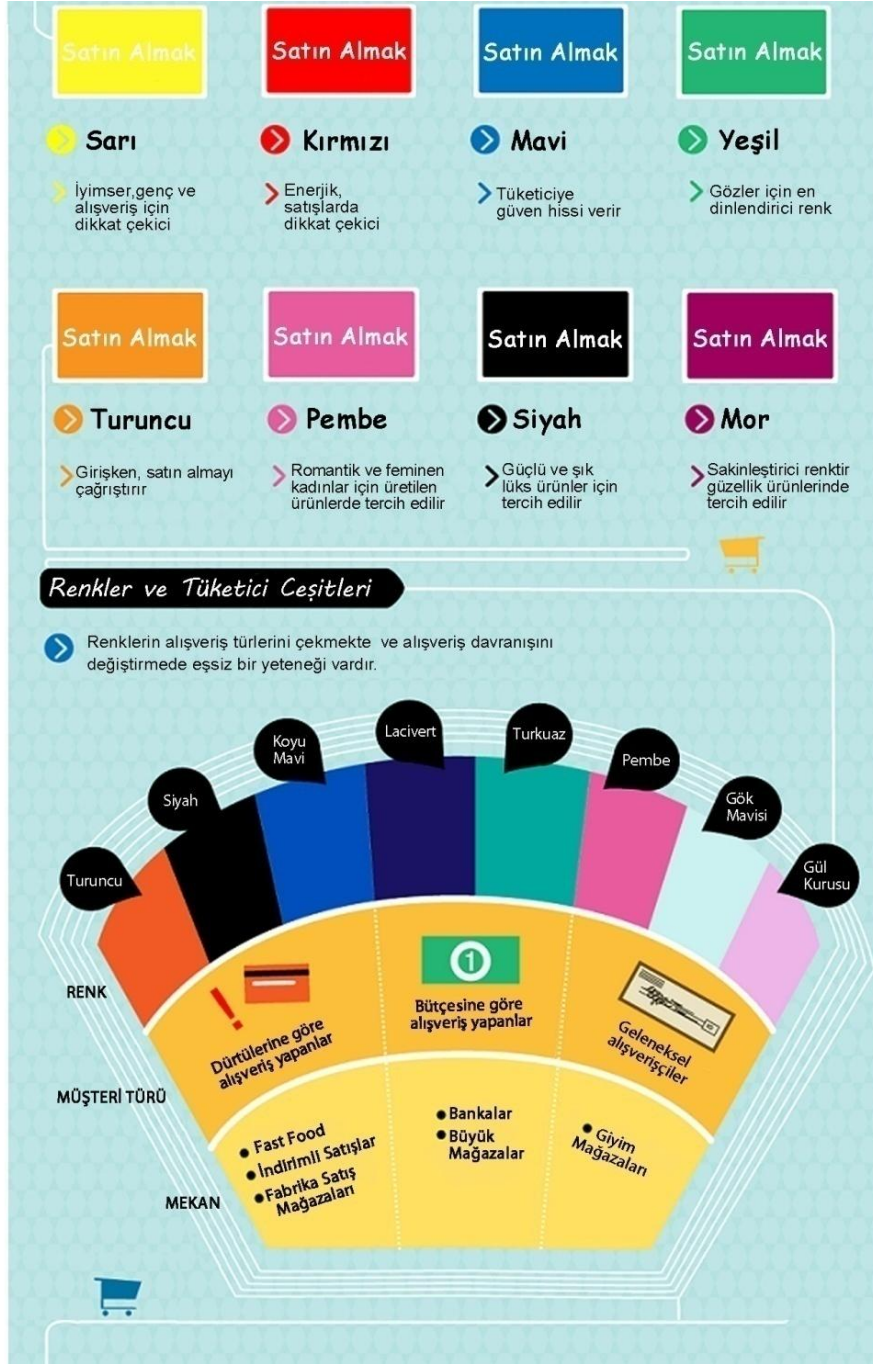 Satın Almak
Satın Almak
Satın Almak
Satın Almak
Sarı
Kırmızı
Mavi
Yeşil
İyimser,genç ve
alışveriş için
dikkat çekici
Enerjik,
satışlarda
dikkat çekici
Tüketiciye
güven hissi verir
Gözler için en
dinlendirici renk
Satın Almak
Satın Almak
Satın Almak
Satın Almak
Turuncu
Pembe
Siyah
Mor
Girişken, satın almayı
çağrıştırır
Romantik ve feminen
kadınlar için üretilen
ürünlerde tercih edilir
Güçlü ve şık
lüks ürünler için
tercih edilir
Sakinleştirici renktir
güzellik ürünlerinde
tercih edilir
Renkler ve Tüketici Ceşitleri
Renklerin alışveriş türlerini çekmekte ve alışveriş davranışını
değiştirmede eşsiz bir yeteneği vardır.
Turuncu
Siyah
Koyu
Mavi
Lacivert
Turkuaz
Pembe
Gök
Mavisi
Gül
Kurusu
RENK
!
1
Dürtülerine göre
alışveriş yapanlar
Bütçesine göre
alışveriş yapanlar
Geleneksel
alışverişçiler
MÜŞTERİ TÜRÜ
• Fast Food
• İndirimli Satışlar
• Fabrika Satış
Mağazaları
• Bankalar
• Büyük
Mağazalar
• Giyim
Mağazaları
MEKAN